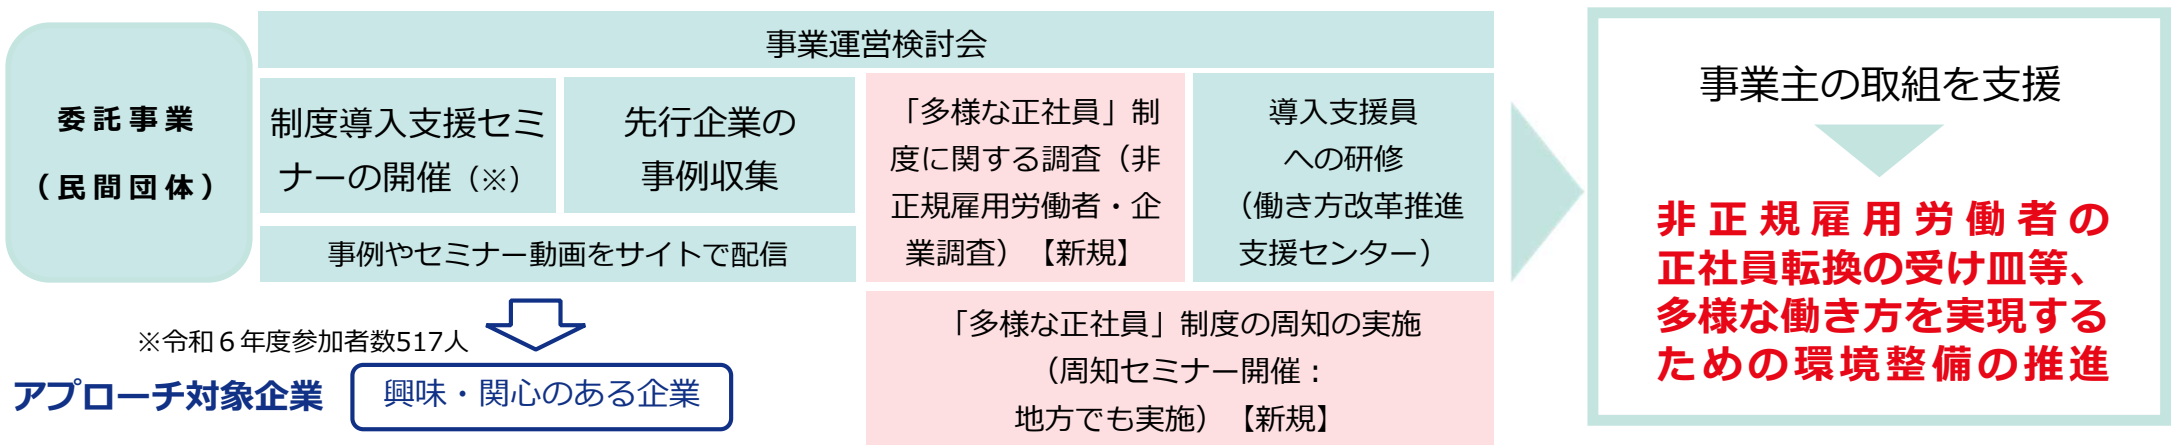 委託事業
（民間団体）
事業運営検討会
制度導入支援セミ
ナーの開催（※）
先行企業の
事例収集
「多様な正社員」制
度に関する調査（非
正規雇用労働者・企
業調査）【新規】
導入支援員
への研修
（働き方改革推進
支援センター）
事例やセミナー動画をサイトで配信
「多様な正社員」制度の周知の実施
（周知セミナー開催：
地方でも実施）【新規】
※令和６年度参加者数517人
アプローチ対象企業
興味・関心のある企業
事業主の取組を支援
非正規雇用労働者の
正社員転換の受け皿等、
多様な働き方を実現する
ための環境整備の推進